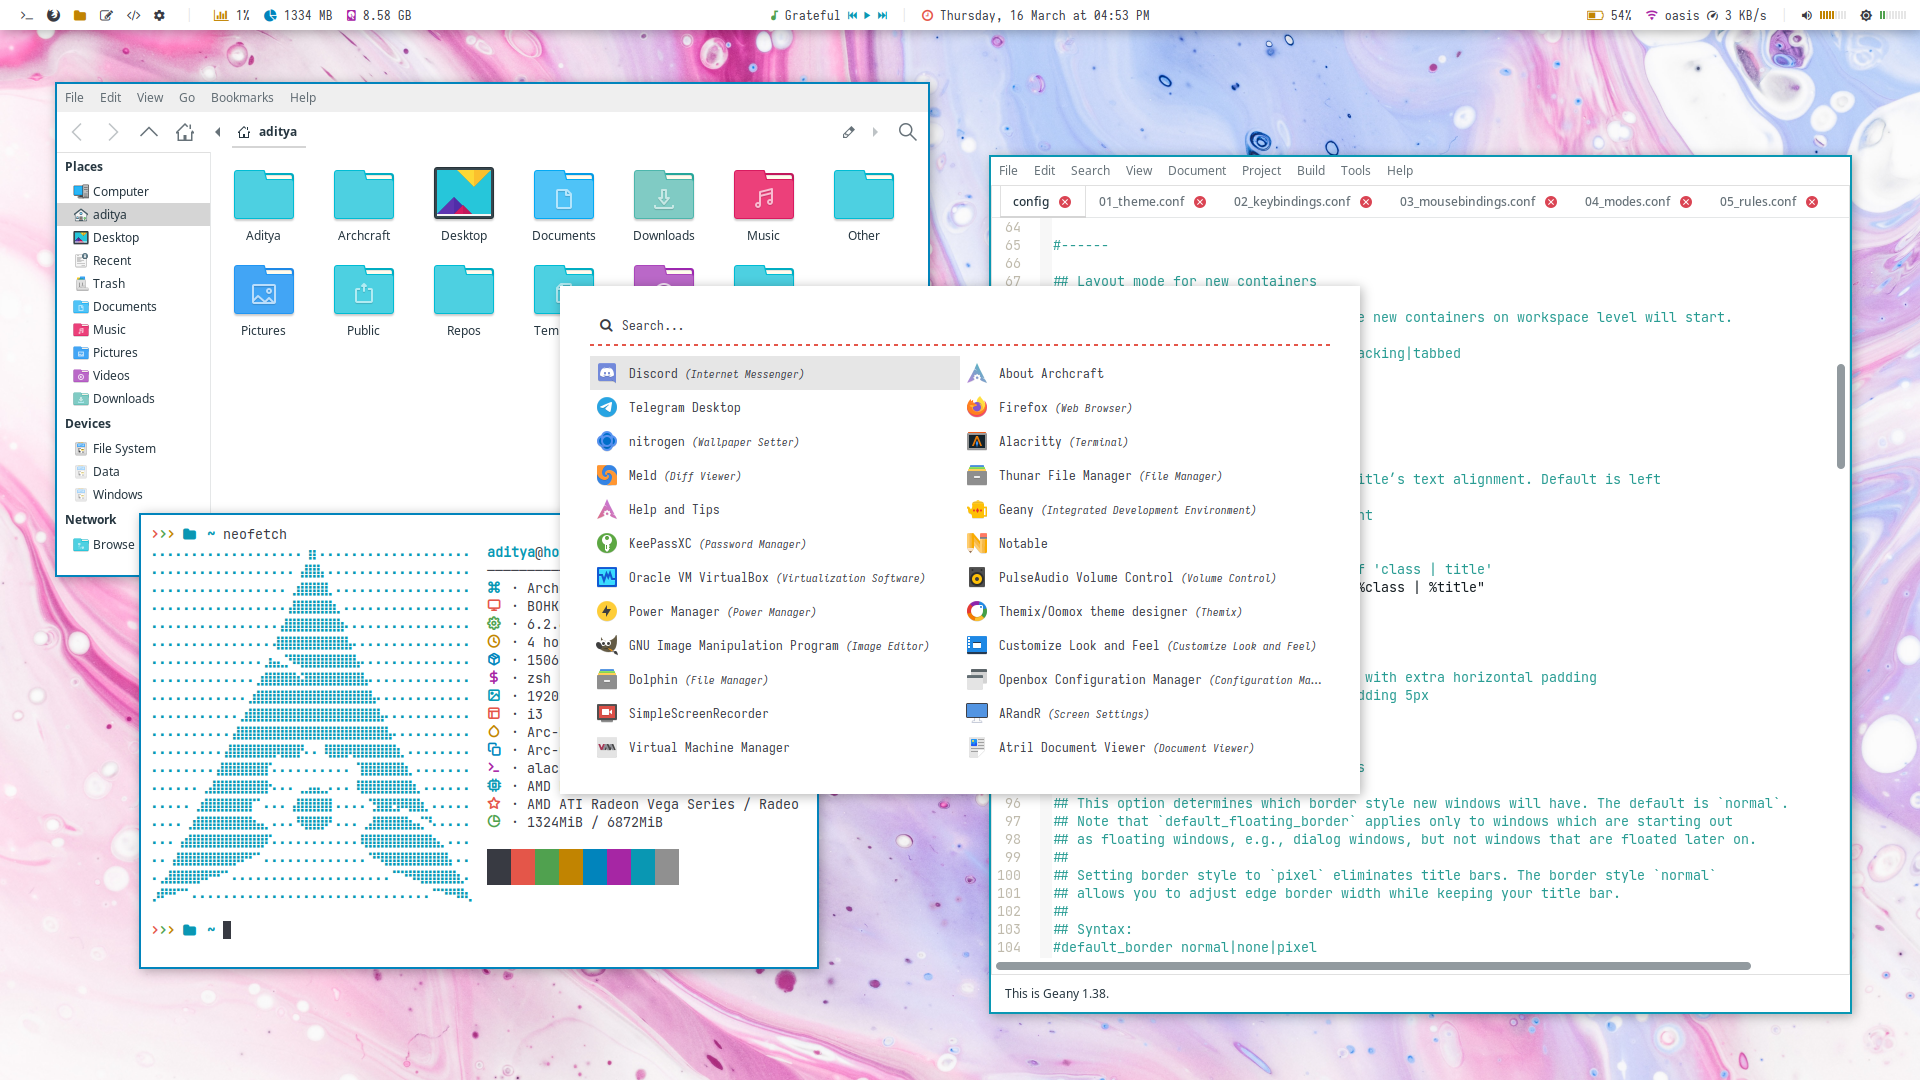 1% 1334 MB 8.58 GB
Grateful
Thursday, 16 March at 04:53 PM
54% oasis 3 KB/s
File Edit View Go Bookmarks Help
aditya
Places
Computer
aditya
Desktop
Recent
Trash
Documents
Music
Pictures
Videos
Downloads
Devices
File System
Data
Windows
Network
Browse
Aditya Archcraft Desktop Documents Downloads Music Other
Pictures Public Repos Tem
>>> ~ neofetch
aditya@ho
· Arch
· BOHK
· 6.2.
· 4 ho
· 1506
· zsh
· 1920
· i3
· Arc-
· Arc-
· alac
· AMD
· AMD ATI Radeon Vega Series / Radeo
· 1324MiB / 6872MiB
>>> ~
Search...
Discord (Internet Messenger)
Telegram Desktop
nitrogen (Wallpaper Setter)
Meld (Diff Viewer)
Help and Tips
KeePassXC (Password Manager)
Oracle VM VirtualBox (Virtualization Software)
Power Manager (Power Manager)
GNU Image Manipulation Program (Image Editor)
Dolphin (File Manager)
SimpleScreenRecorder
Virtual Machine Manager
About Archcraft
Firefox (Web Browser)
Alacritty (Terminal)
Thunar File Manager (File Manager)
Geany (Integrated Development Environment)
Notable
PulseAudio Volume Control (Volume Control)
Themix/Oomox theme designer (Themix)
Customize Look and Feel (Customize Look and Feel)
Openbox Configuration Manager (Configuration Ma...
ARandR (Screen Settings)
Atril Document Viewer (Document Viewer)
File Edit Search View Document Project Build Tools Help
config 01_theme.conf 02_keybindings.conf 03_mousebindings.conf 04_modes.conf 05_rules.conf
64
65 #------
66
67 ## Layout mode for new containers
e new containers on workspace level will start.
acking|tabbed
itle’s text alignment. Default is left
nt
f 'class | title'
%class | %title"
with extra horizontal padding
dding 5px
s
96 ## This option determines which border style new windows will have. The default is `normal`.
97 ## Note that `default_floating_border` applies only to windows which are starting out
98 ## as floating windows, e.g., dialog windows, but not windows that are floated later on.
99 ##
100 ## Setting border style to `pixel` eliminates title bars. The border style `normal`
101 ## allows you to adjust edge border width while keeping your title bar.
102 ##
103 ## Syntax:
104 #default_border normal|none|pixel
This is Geany 1.38.